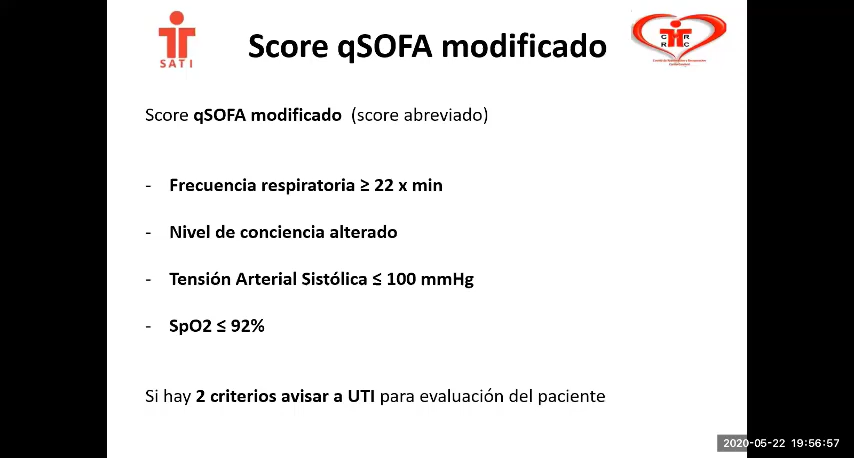 SATI
Score qSOFA modificado
C R
R C
Score qSOFA modificado (score abreviado)
- Frecuencia respiratoria ≥ 22 x min
- Nivel de conciencia alterado
- Tensión Arterial Sistólica ≤ 100 mmHg
- SpO2 ≤ 92%
Si hay 2 criterios avisar a UTI para evaluación del paciente
2020-05-22 19:56:57